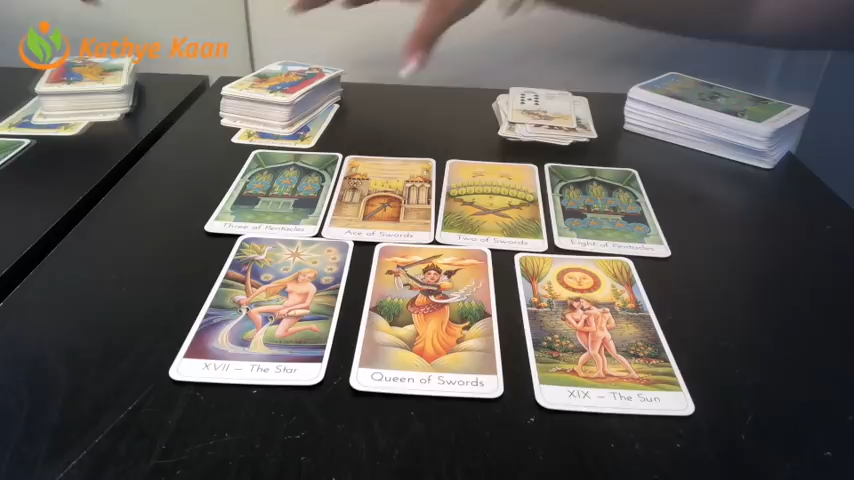 Kathye Kaan
Three of Pentacles
Ace of Swords
Two of Swords
Eight of Pentacles
XVII – The Star
Queen of Swords
XIX – The Sun